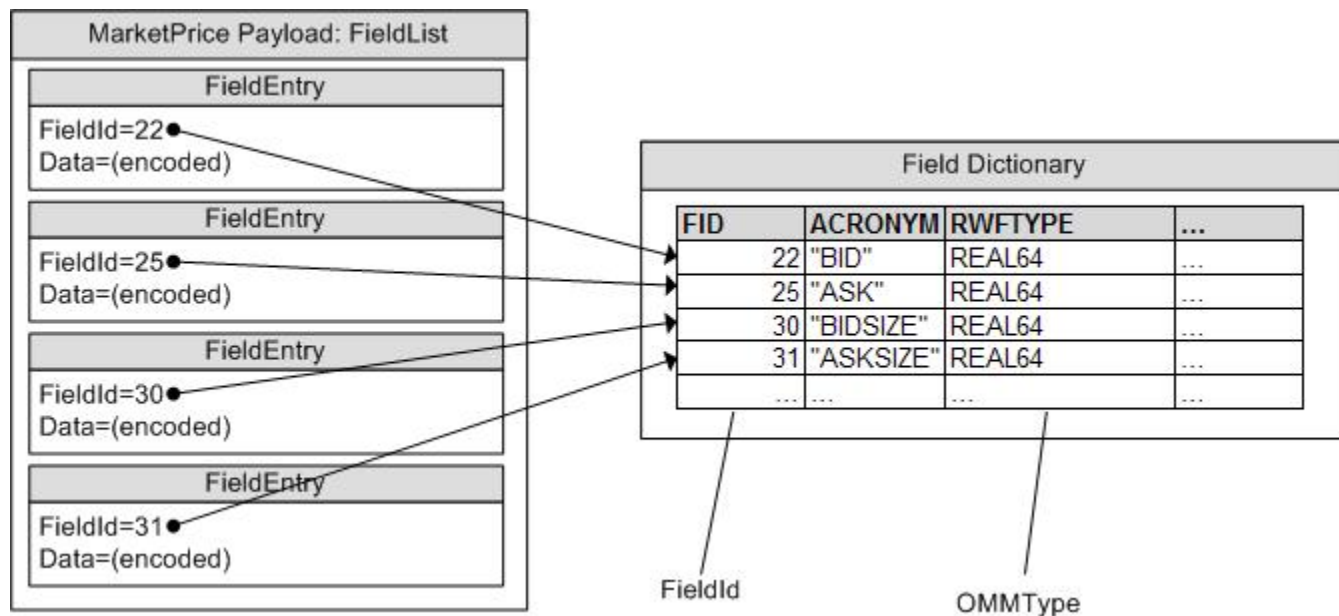 MarketPrice Payload: FieldList
FieldEntry
FieldId=22
Data=(encoded)
FieldEntry
FieldId=25
Data=(encoded)
FieldEntry
FieldId=30
Data=(encoded)
FieldEntry
FieldId=31
Data=(encoded)
Field Dictionary
FID ACRONYM RWFTYPE ...
22 "BID" REAL64 ...
25 "ASK" REAL64 ...
30 "BIDSIZE" REAL64 ...
31 "ASKSIZE" REAL64 ...
... ... ... ...
FieldId
OMMType